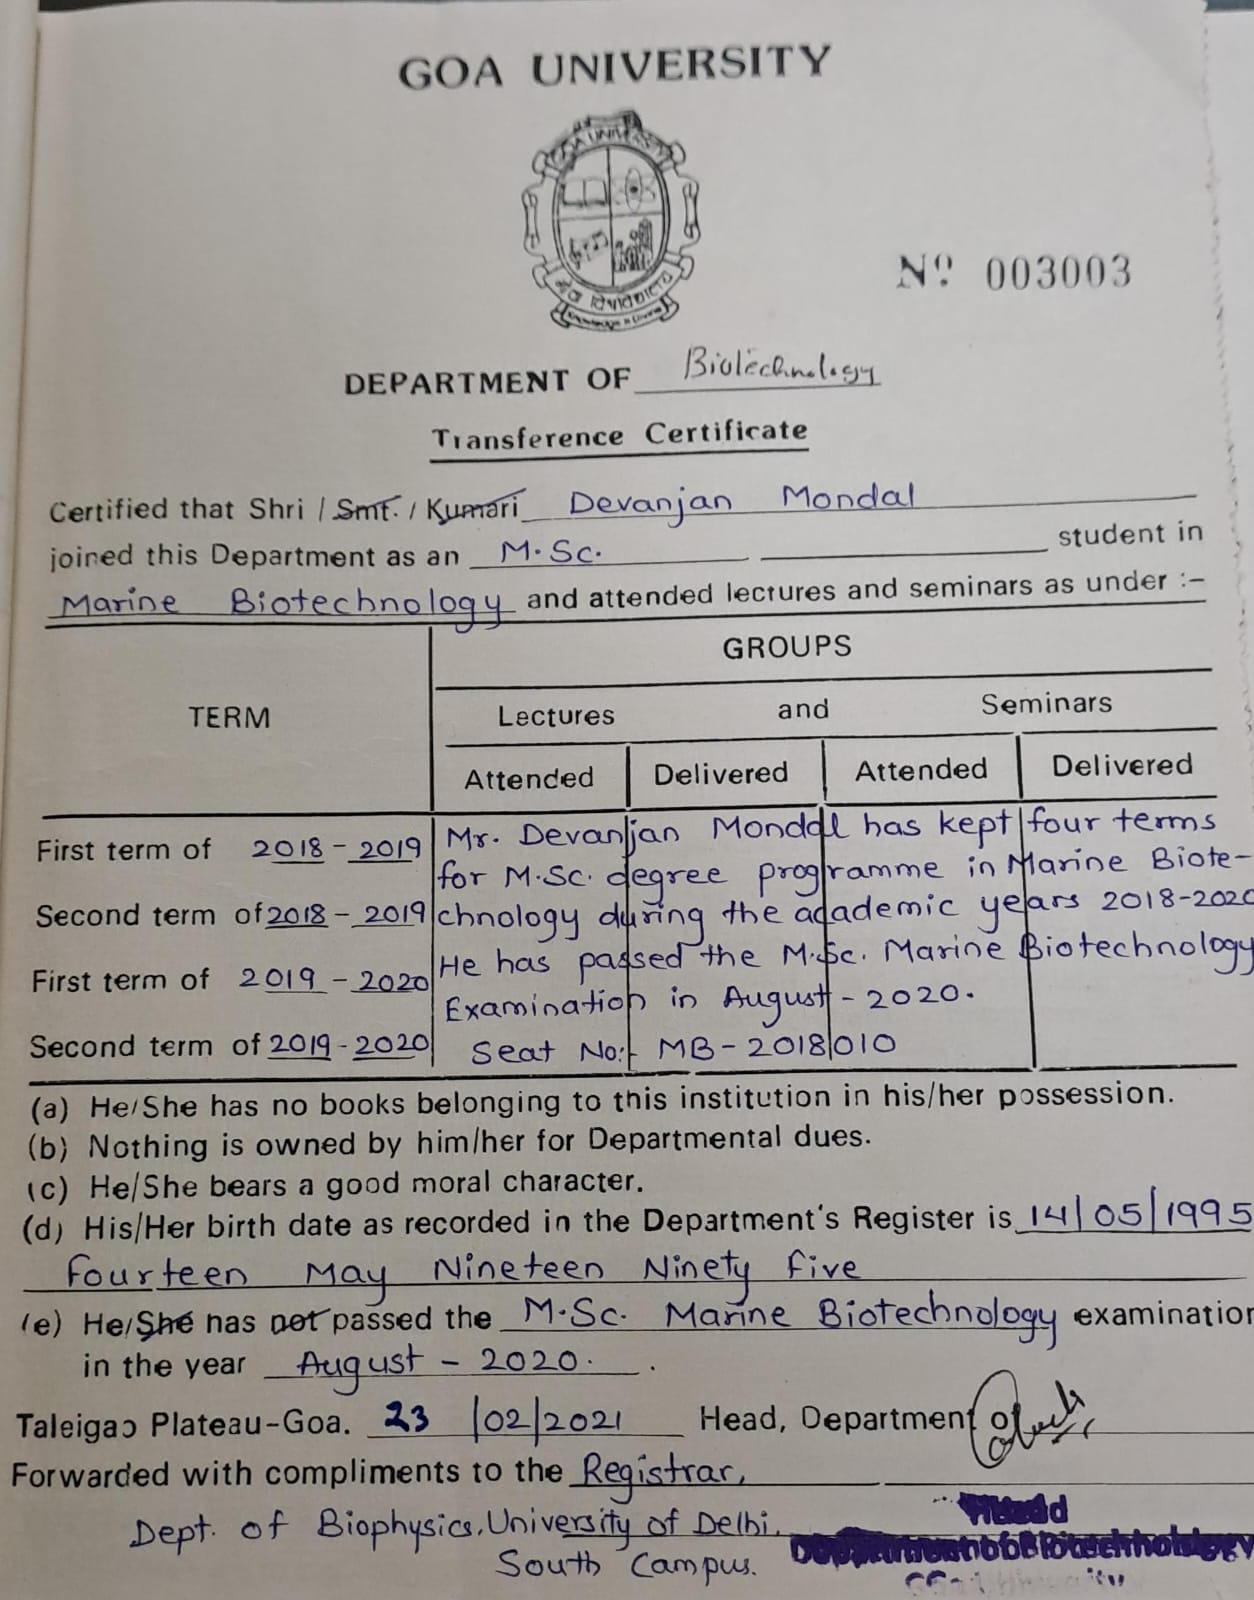 GOA UNIVERSITY
GOA UNIVERSITY
Knowledge is Divine
Nº 003003
DEPARTMENT OF Biotechnology
Transference Certificate
Certified that Shri / Smt. / Kumari Devanjan Mondal
joined this Department as an M.Sc. student in
Marine Biotechnology and attended lectures and seminars as under :–
GROUPS
TERM
Lectures and Seminars
Attended Delivered Attended Delivered
First term of 2018 - 2019 Mr. Devanjan Mondal has kept four terms
for M.Sc. degree programme in Marine Biote-
Second term of 2018 - 2019 chnology during the academic years 2018-2020
First term of 2019 - 2020 He has passed the M.Sc. Marine Biotechnology
Examination in August - 2020.
Second term of 2019 - 2020 Seat No:- MB - 2018010
(a) He/She has no books belonging to this institution in his/her possession.
(b) Nothing is owned by him/her for Departmental dues.
(c) He/She bears a good moral character.
(d) His/Her birth date as recorded in the Department's Register is 14/05/1995
Fourteen May Nineteen Ninety Five
(e) He/She has not passed the M.Sc. Marine Biotechnology examination
in the year August - 2020.
Taleigao Plateau-Goa. 23/02/2021 Head, Department of
Forwarded with compliments to the Registrar,
Dept. of Biophysics, University of Delhi,
South Campus.
Head
Department of Biotechnology